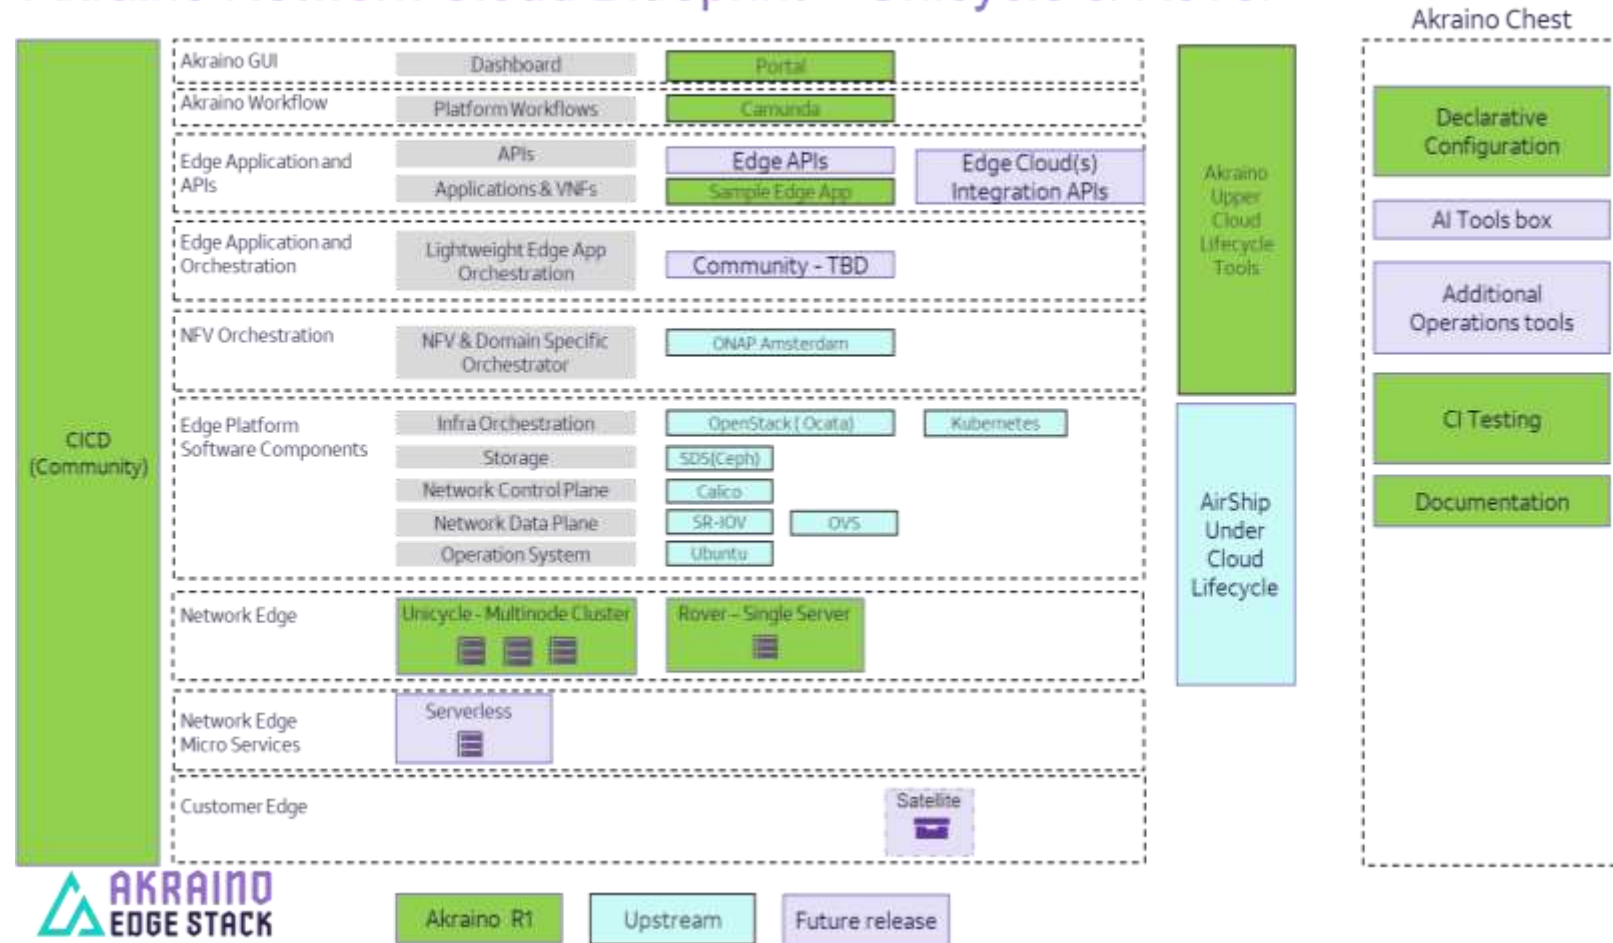 Akraino Chest
Akraino GUI
Dashboard
Portal
Akraino Workflow
Platform Workflows
Camunda
Edge Application and
APIs
APIs
Edge APIs
Edge Cloud(s)
Integration APIs
Applications & VNFs
Sample Edge App
Edge Application and
Orchestration
Lightweight Edge App
Orchestration
Community - TBD
NFV Orchestration
NFV & Domain Specific
Orchestrator
ONAP Amsterdam
Edge Platform
Software Components
Infra Orchestration
OpenStack ( Ocata)
Kubernetes
Storage
SDS(Ceph)
Network Control Plane
Calico
Network Data Plane
SR-IOV
OVS
Operation System
Ubuntu
Network Edge
Unicycle - Multinode Cluster
Rover – Single Server
Network Edge
Micro Services
Serverless
Customer Edge
Satellite
CICD
(Community)
Akraino
Upper
Cloud
Lifecycle
Tools
AirShip
Under
Cloud
Lifecycle
Declarative
Configuration
AI Tools box
Additional
Operations tools
CI Testing
Documentation
AKRAINO
EDGE STACK
Akraino R1
Upstream
Future release